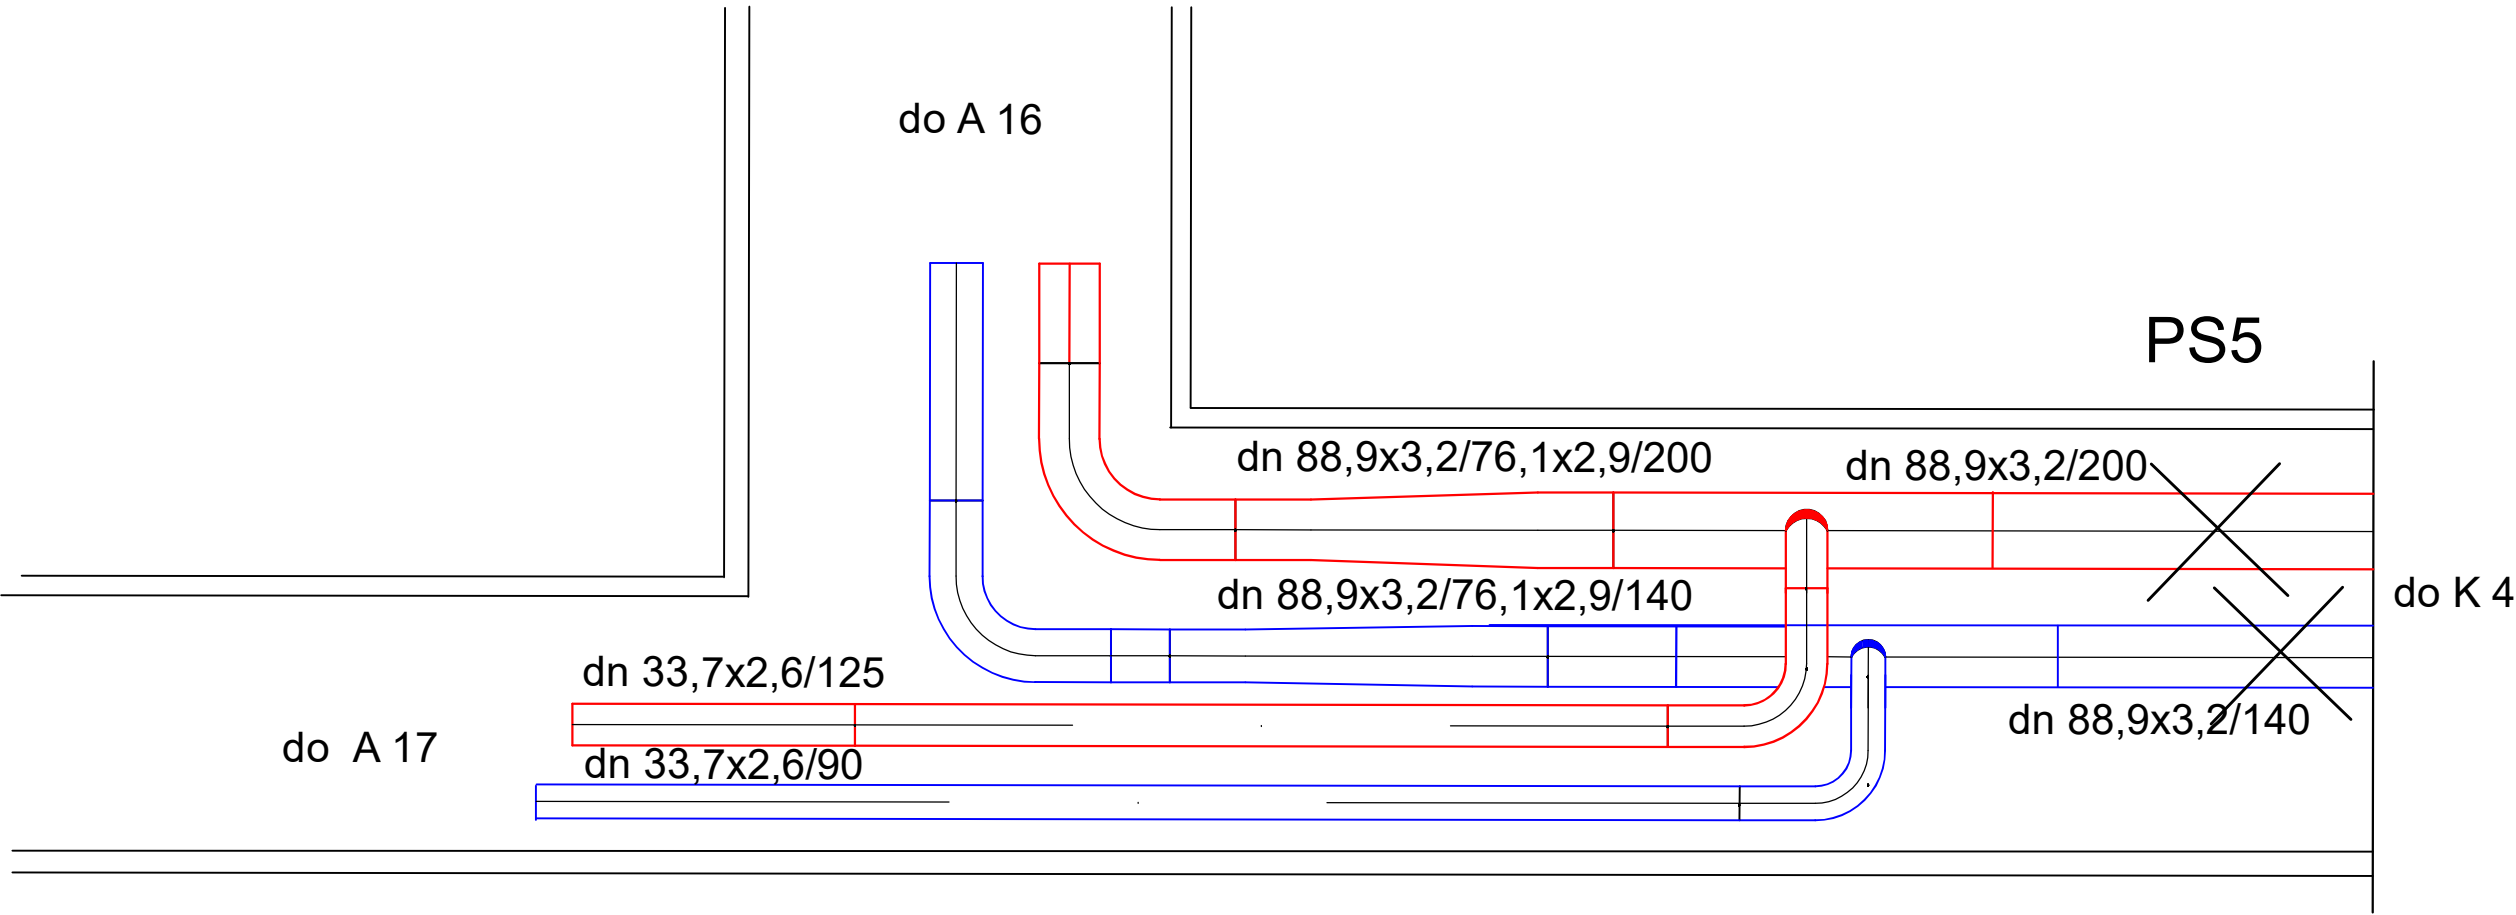 do A 16
PS5
dn 88,9x3,2/76,1x2,9/200
dn 88,9x3,2/200
dn 88,9x3,2/76,1x2,9/140
do K 4
dn 33,7x2,6/125
dn 88,9x3,2/140
do A 17
dn 33,7x2,6/90